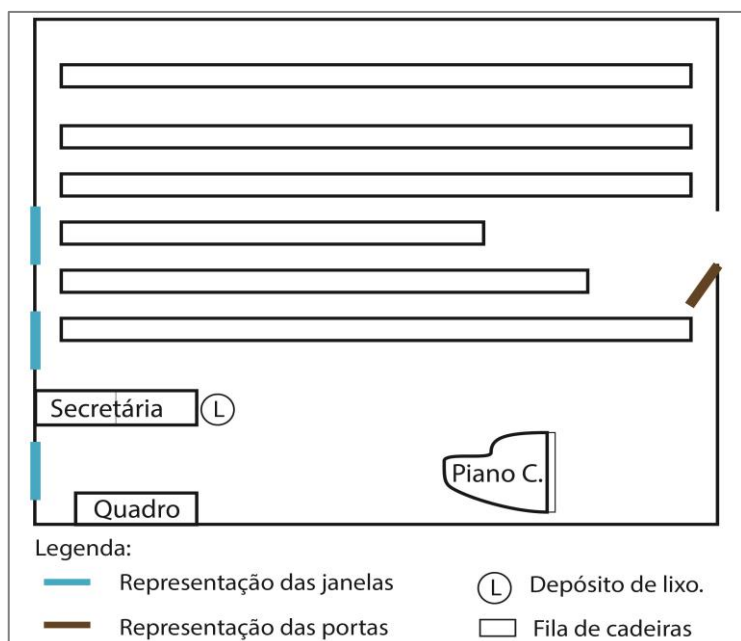 Secretária
L
Piano C.
Quadro
Legenda:
Representação das janelas
L
Depósito de lixo.
Representação das portas
Fila de cadeiras